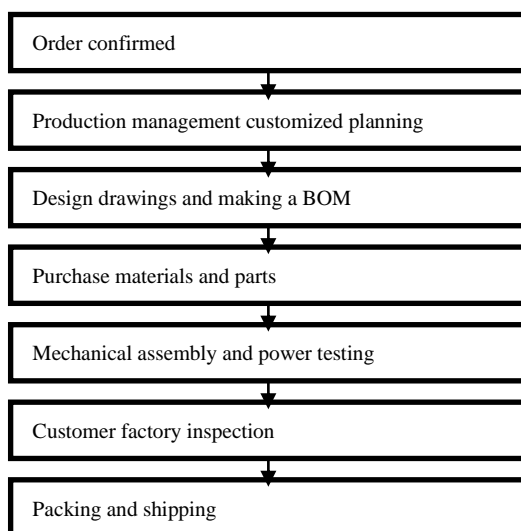 Order confirmed
Production management customized planning
Design drawings and making a BOM
Purchase materials and parts
Mechanical assembly and power testing
Customer factory inspection
Packing and shipping